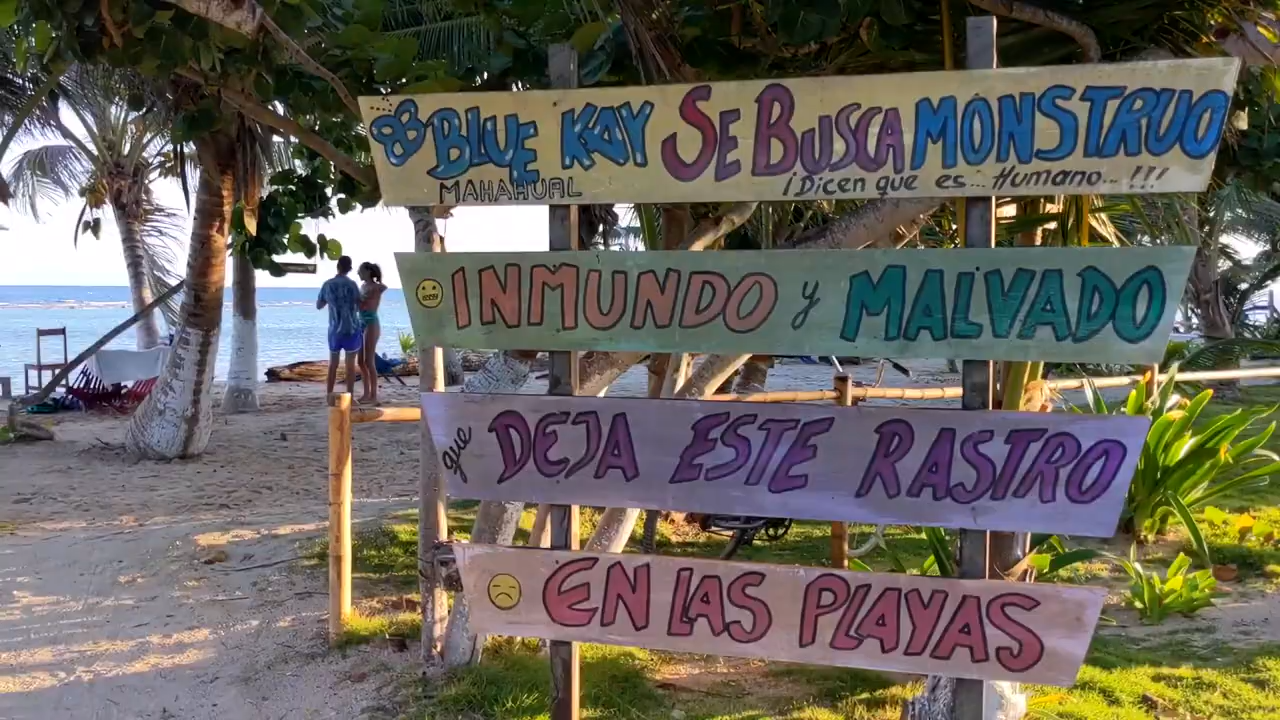 BLUE KAY SE BUSCA MONSTRUO
MAHAHUAL ¡Dicen que es... Humano... !!!
INMUNDO y MALVADO
que DEJA ESTE RASTRO
EN LAS PLAYAS